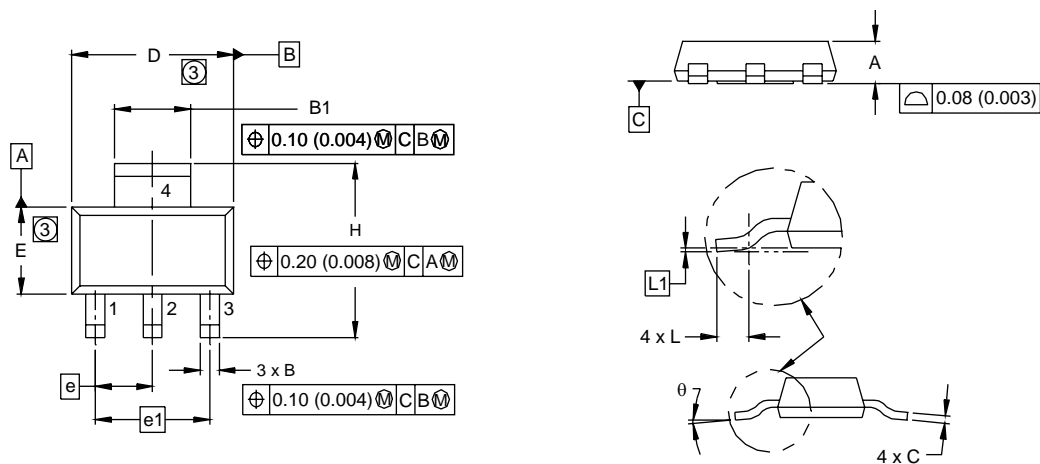 D
B
3
B1
⌖ 0.10 (0.004) Ⓜ C B Ⓜ
A
4
3
E
H
⌖ 0.20 (0.008) Ⓜ C A Ⓜ
1 2 3
3 x B
e
⌖ 0.10 (0.004) Ⓜ C B Ⓜ
e1
A
C
⌓ 0.08 (0.003)
L1
4 x L
θ
4 x C